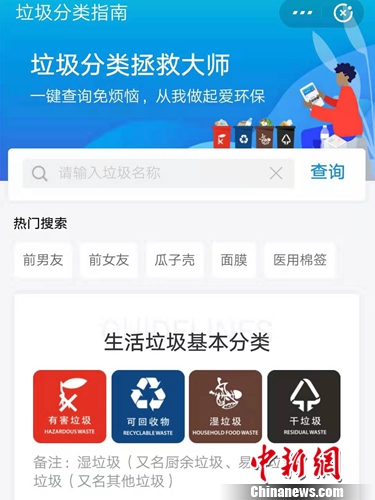 垃圾分类指南
垃圾分类拯救大师
一键查询免烦恼，从我做起爱环保
请输入垃圾名称
查询
热门搜索
前男友
前女友
瓜子壳
面膜
医用棉签
GUIDELINES
生活垃圾基本分类
有害垃圾
HAZARDOUS WASTE
可回收物
RECYCLABLE WASTE
湿垃圾
HOUSEHOLD FOOD WASTE
干垃圾
RESIDUAL WASTE
备注：湿垃圾（又名厨余垃圾、易
垃圾（又名其他垃圾）
中新网
Chinanews.com